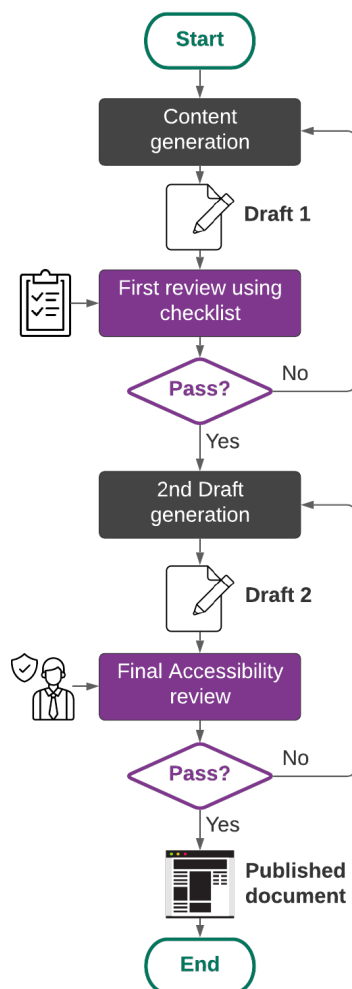 Start
Content
generation
Draft 1
First review using
checklist
Pass?
No
Yes
2nd Draft
generation
Draft 2
Final Accessibility
review
Pass?
No
Yes
Published
document
End